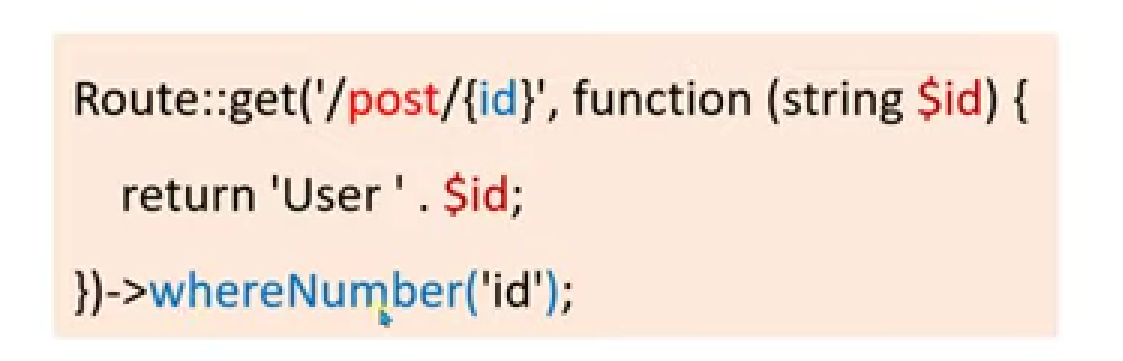 Route::get('/post/{id}', function (string $id) {
return 'User ' . $id;
})->whereNumber('id');